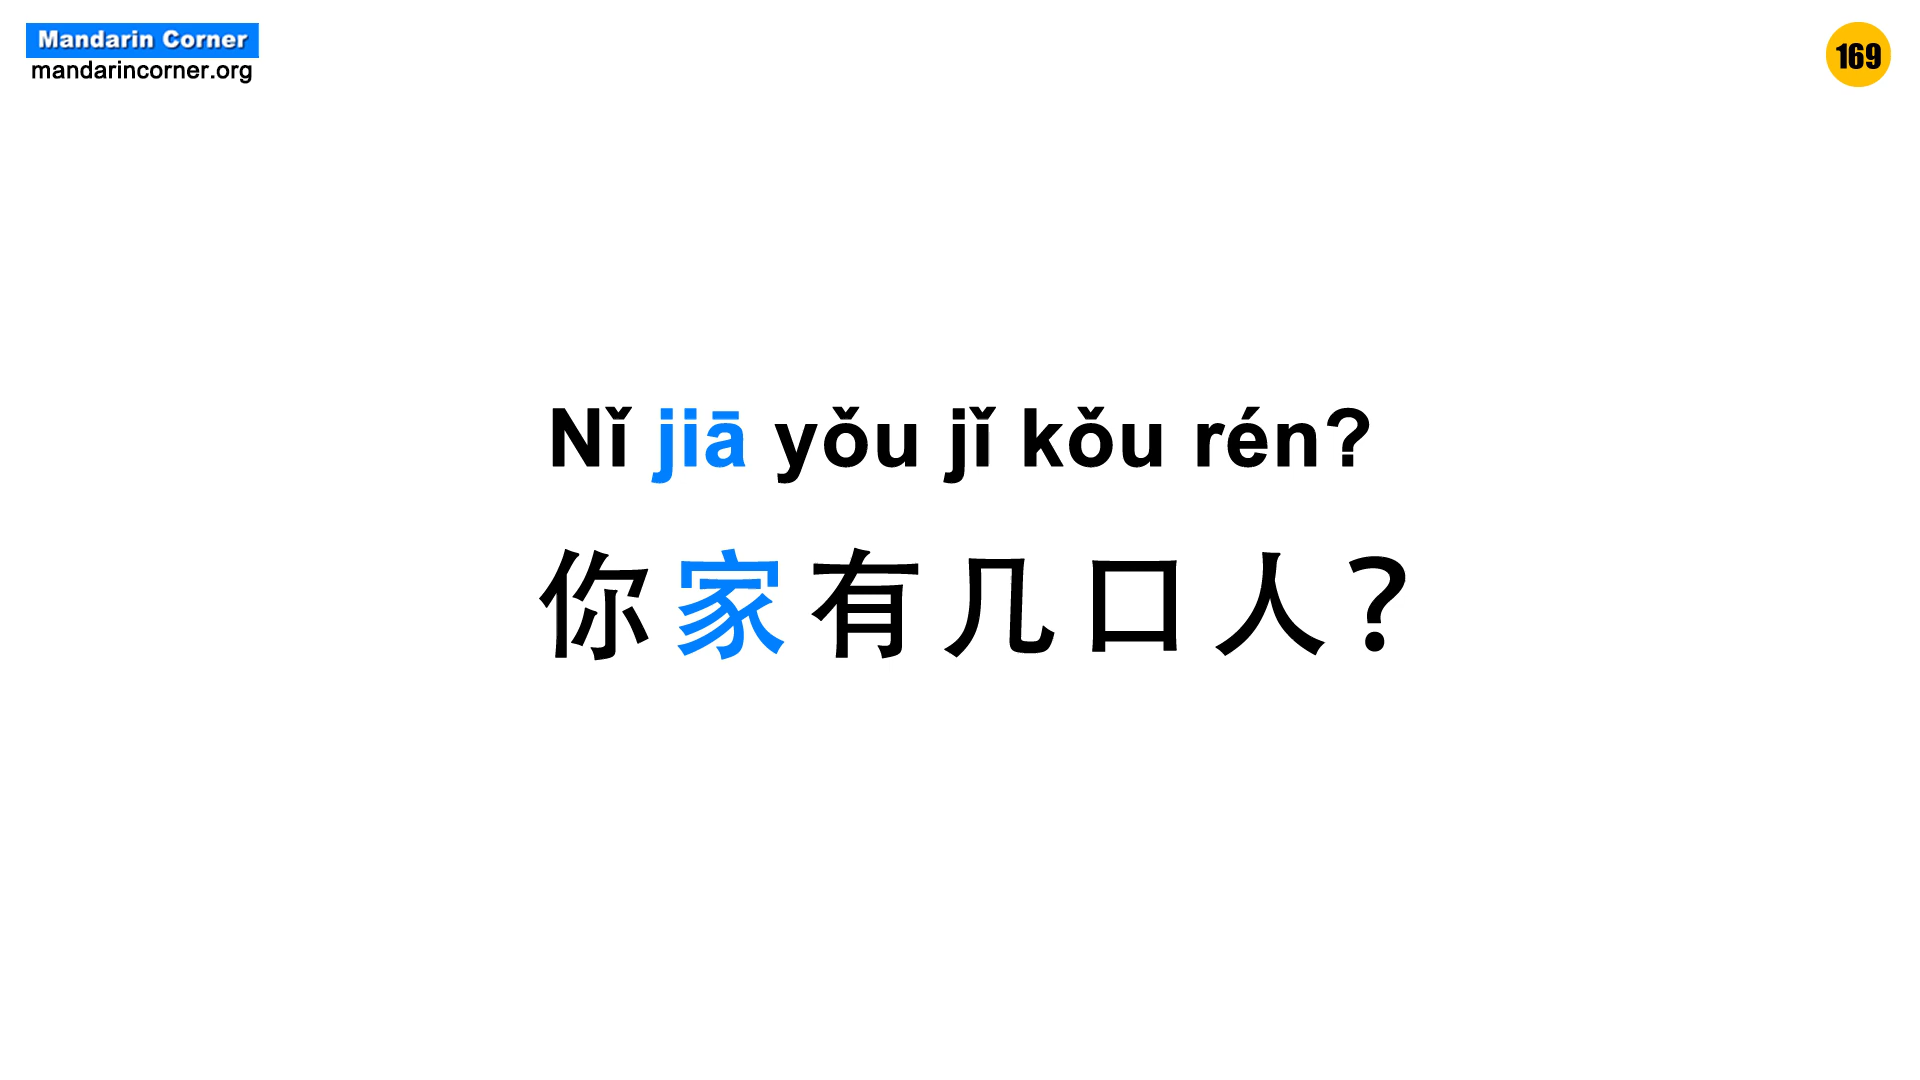 Mandarin Corner
mandarincorner.org
169
Nǐ jiā yǒu jǐ kǒu rén?
你家有几口人？